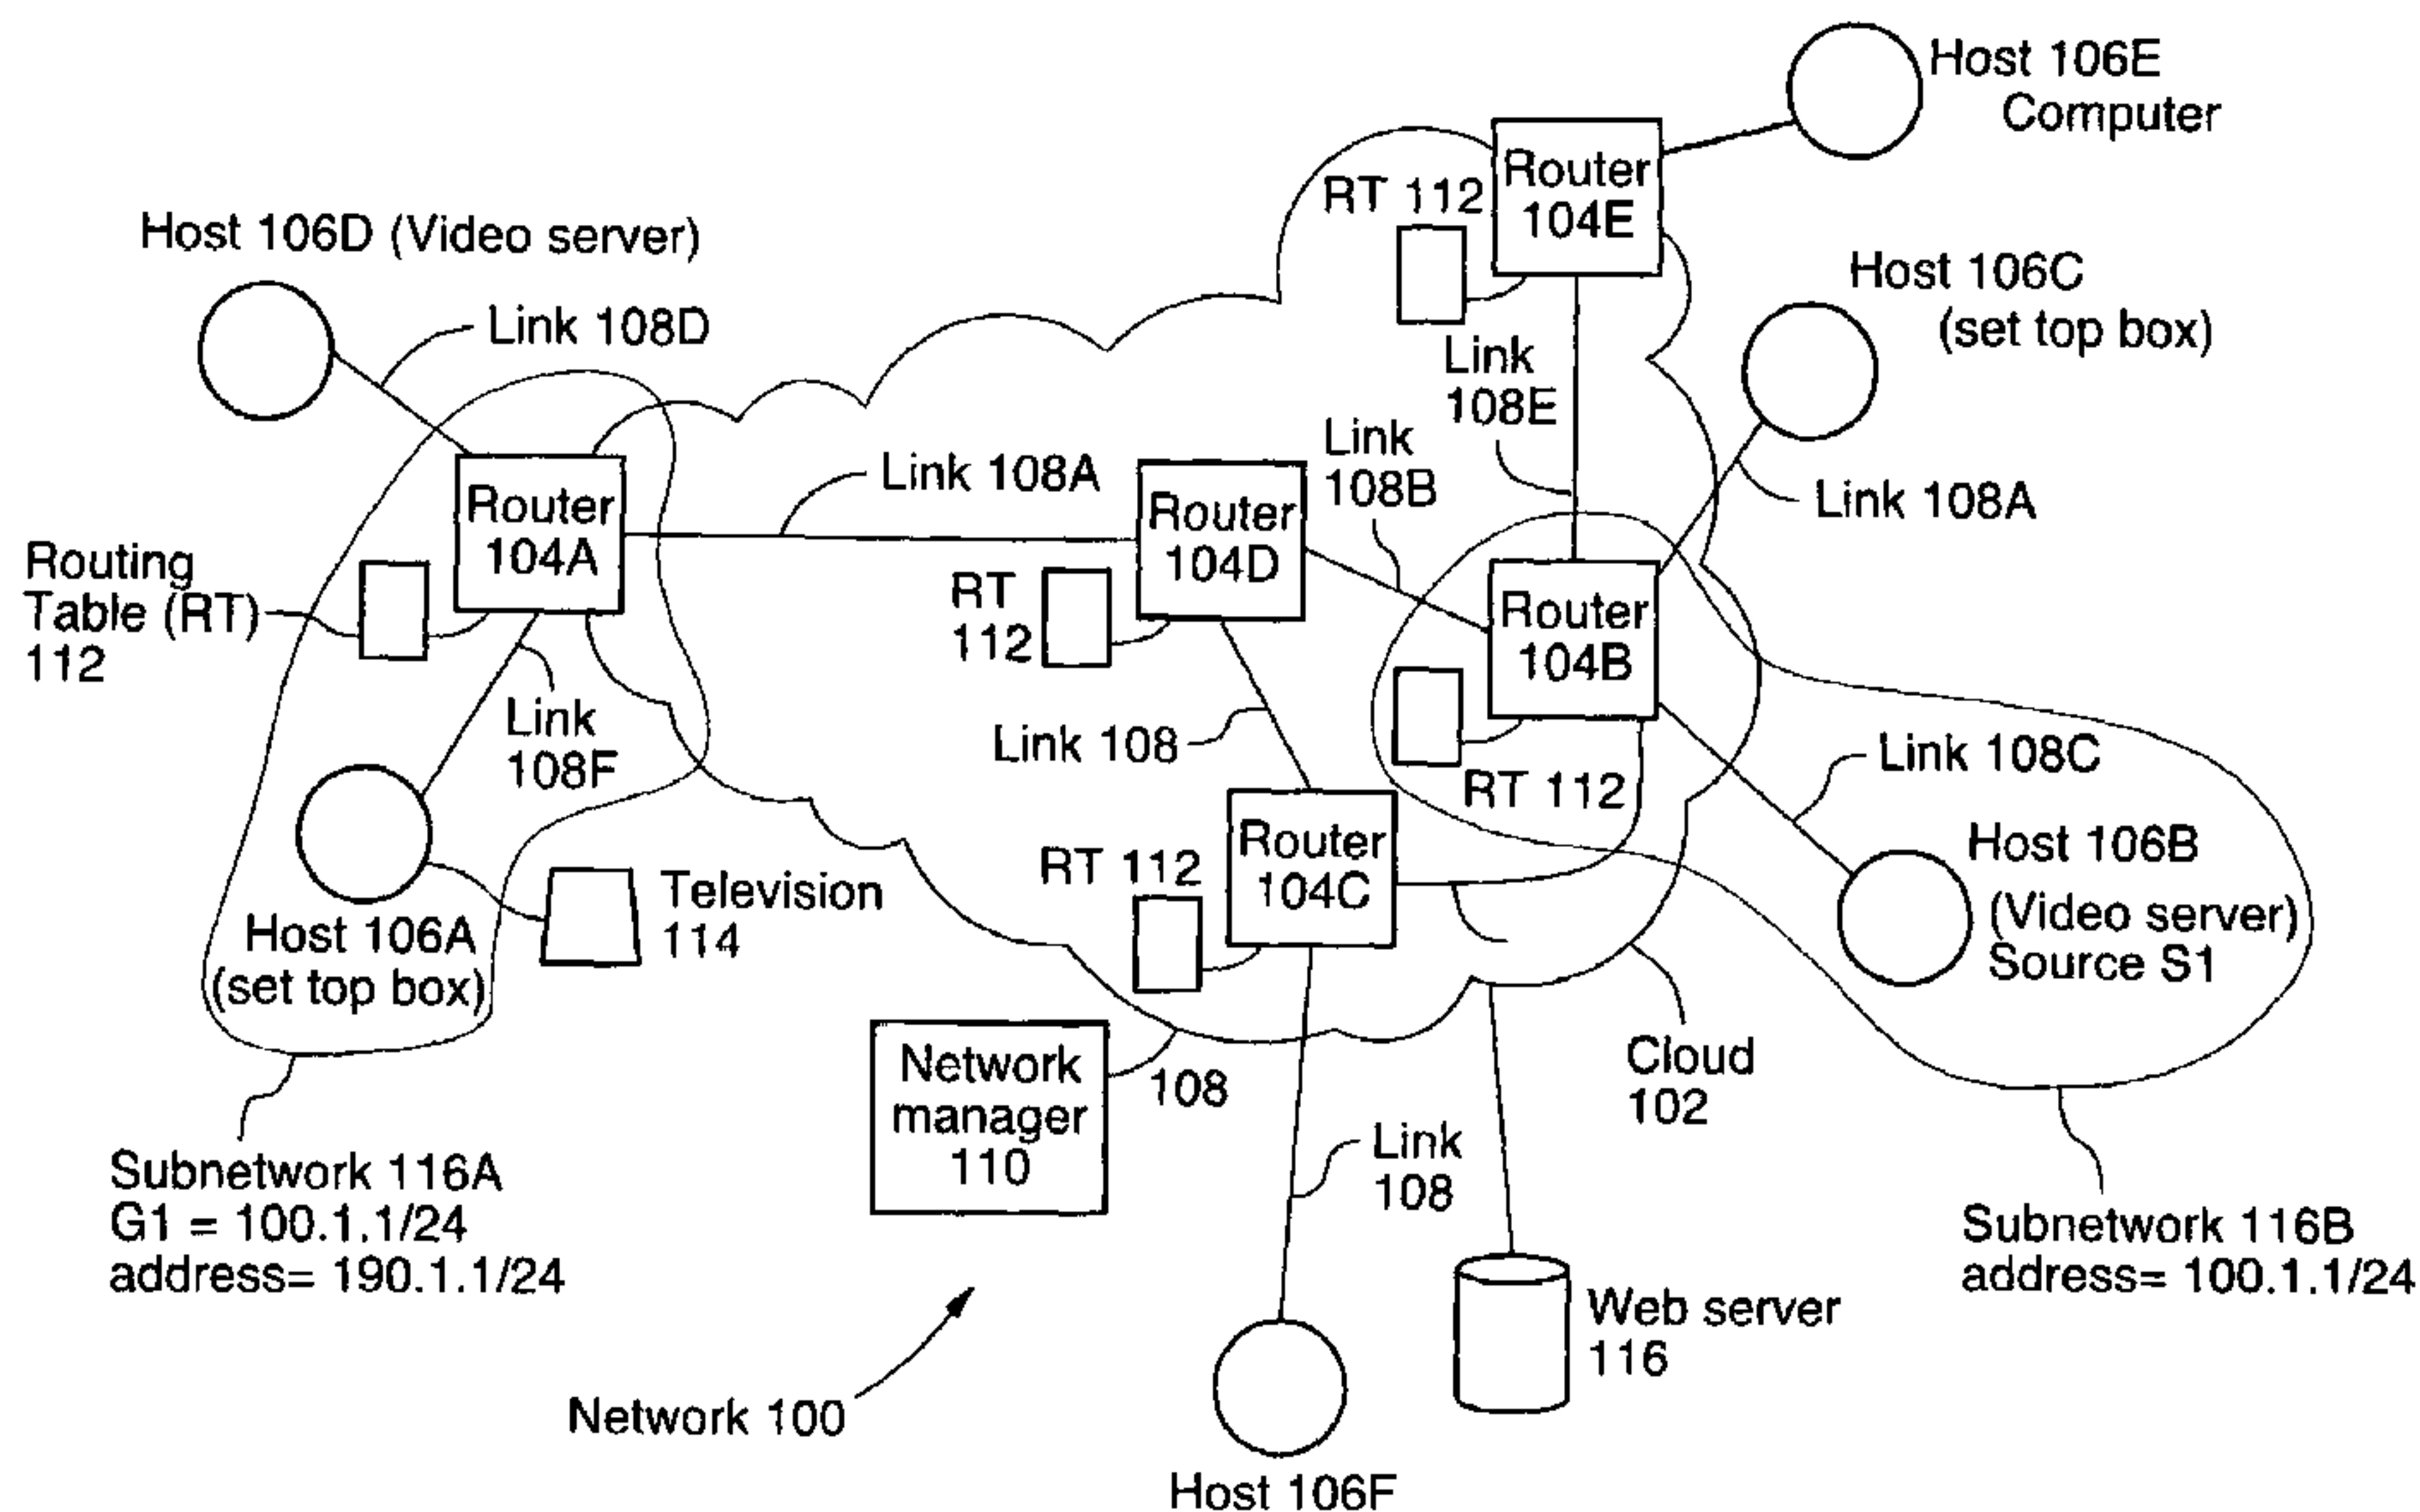 Host 106E
Computer
Router
104E
RT 112
Host 106D (Video server)
Host 106C
(set top box)
Link 108D
Link
108E
Link
108B
Link 108A
Link 108A
Router
104A
Router
104D
Routing
Table (RT)
112
RT
112
Router
104B
Link
108F
Link 108
RT 112
Link 108C
Router
104C
RT 112
Host 106B
(Video server)
Source S1
Television
114
Host 106A
(set top box)
Network
manager
110
108
Cloud
102
Link
108
Subnetwork 116A
G1 = 100.1.1/24
address= 190.1.1/24
Subnetwork 116B
address= 100.1.1/24
Web server
116
Network 100
Host 106F